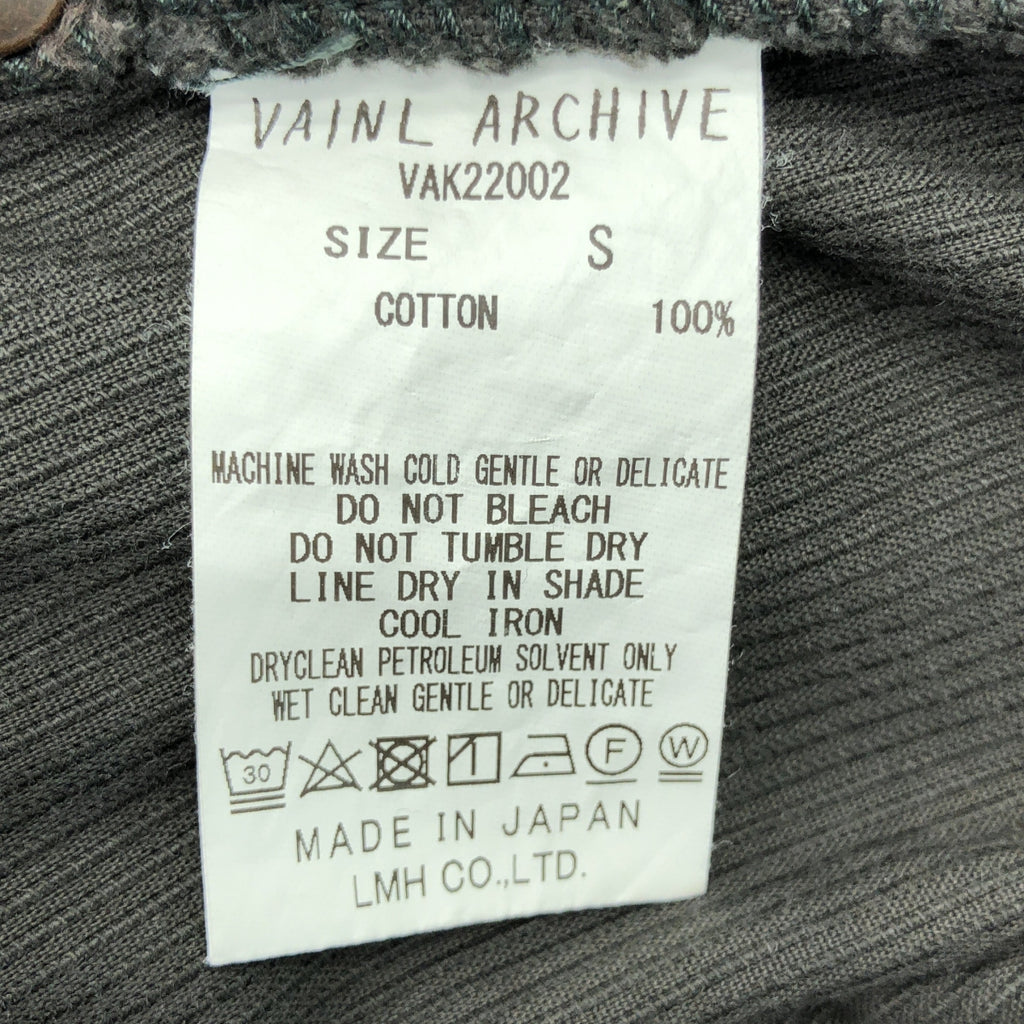 VAINL ARCHIVE
VAK22002
SIZE S
COTTON 100%
MACHINE WASH COLD GENTLE OR DELICATE
DO NOT BLEACH
DO NOT TUMBLE DRY
LINE DRY IN SHADE
COOL IRON
DRYCLEAN PETROLEUM SOLVENT ONLY
WET CLEAN GENTLE OR DELICATE
30 F W
MADE IN JAPAN
LMH CO.,LTD.